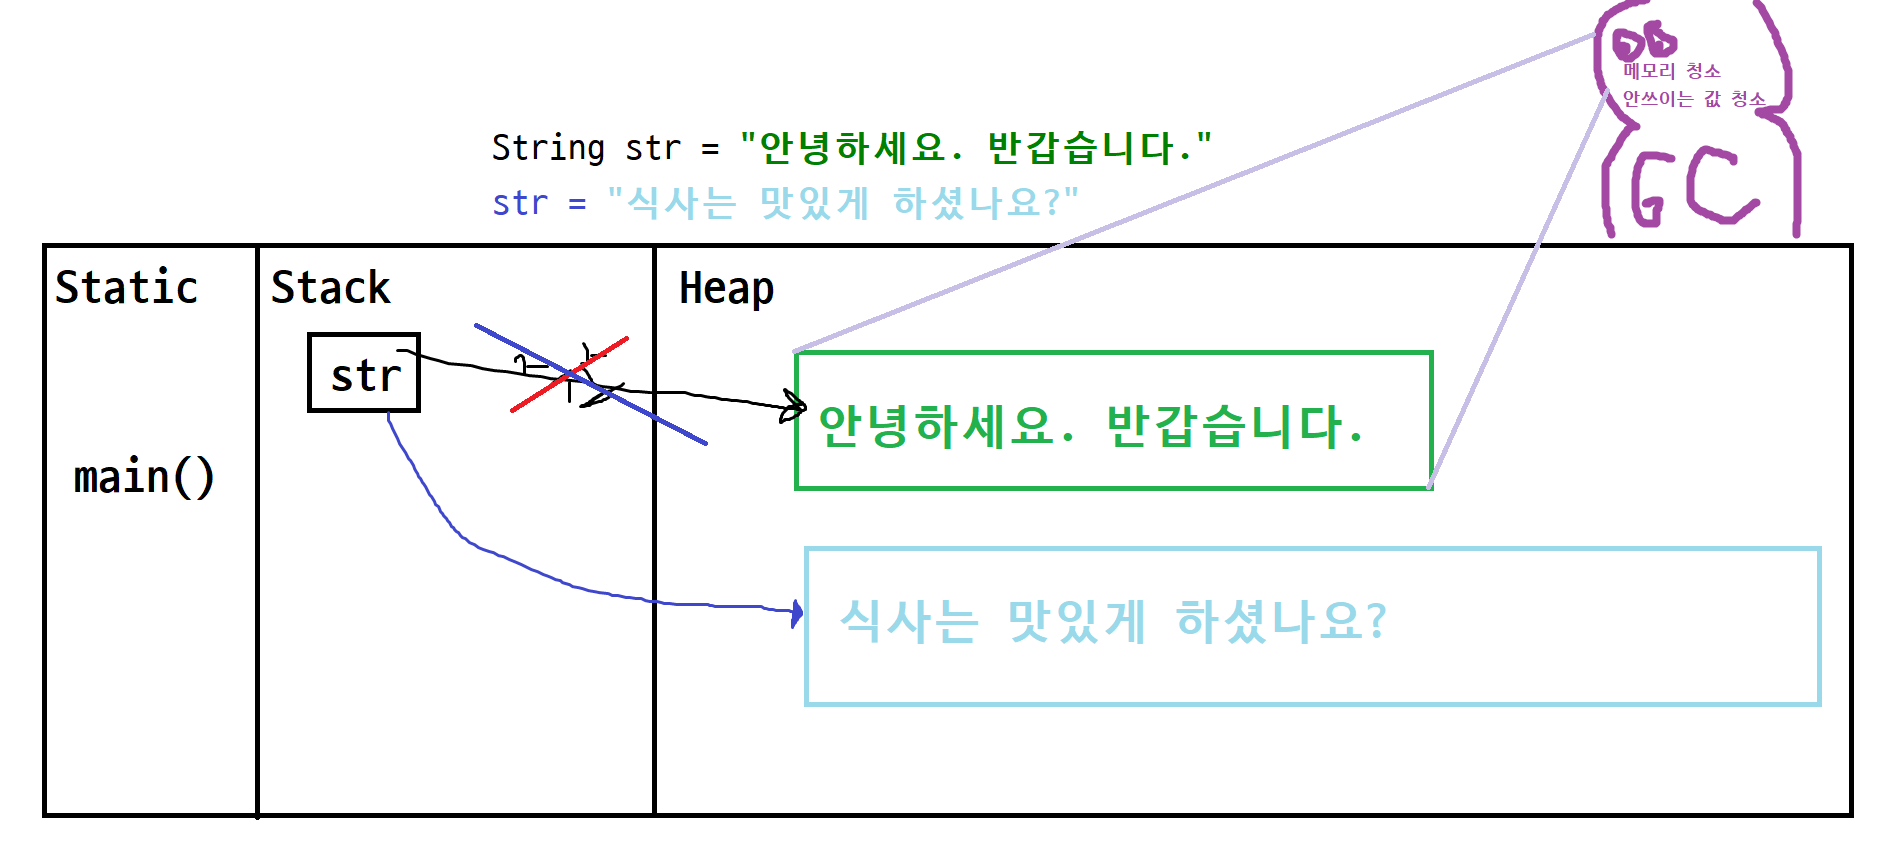 메모리 청소
안쓰이는 값 청소
GC
String str = "안녕하세요. 반갑습니다."
str = "식사는 맛있게 하셨나요?"
Static
Stack
Heap
str
안녕하세요. 반갑습니다.
main()
식사는 맛있게 하셨나요?